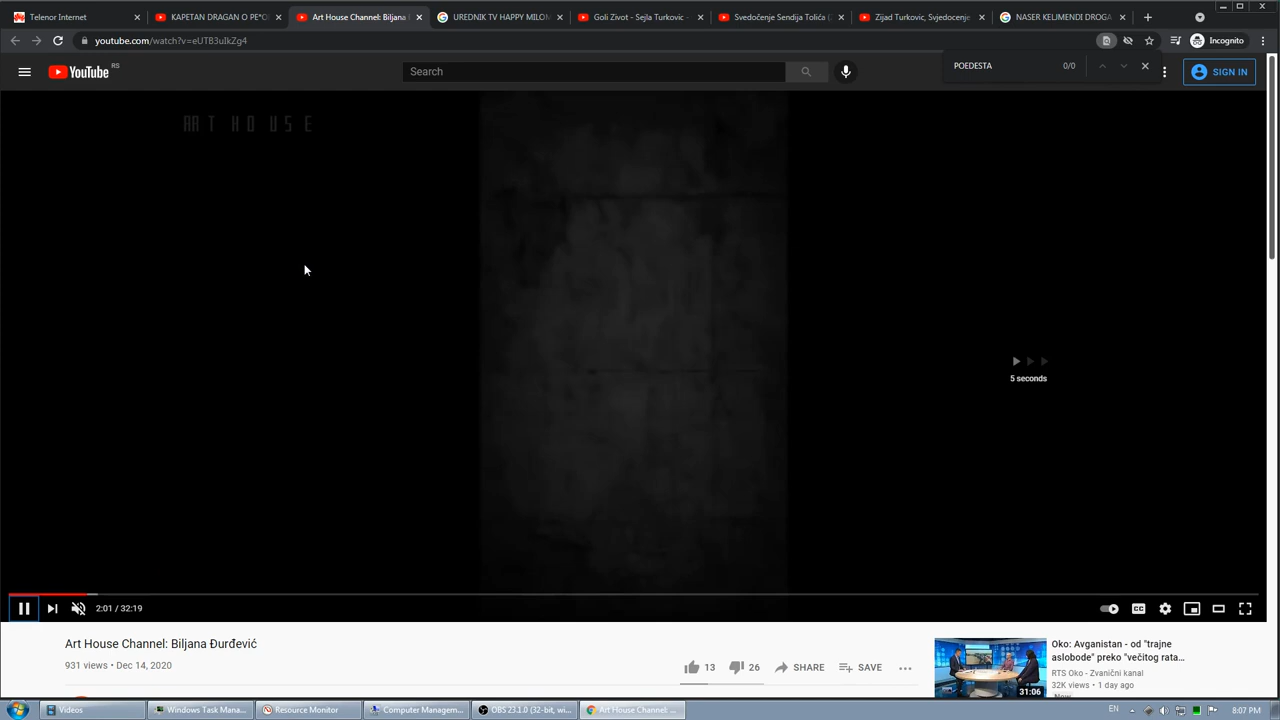 Telenor Internet
KAPETAN DRAGAN O PE*O
Art House Channel: Biljana
UREDNIK TV HAPPY MILO
Goli Zivot - Sejla Turkovic
Svedočenje Sendija Tolića (
Zijad Turkovic, Svjedocenje
NASER KELIMENDI DROGA
youtube.com/watch?v=eUTB3uIkZg4
Incognito
YouTube RS
Search
POEDESTA 0/0
SIGN IN
ART HOUSE
5 seconds
2:01 / 32:19
CC
Art House Channel: Biljana Đurđević
931 views • Dec 14, 2020
13
26
SHARE
SAVE
31:06
Oko: Avganistan - od "trajne
aslobode" preko "večitog rata...
RTS Oko - Zvanični kanal
32K views • 1 day ago
Videos
Windows Task Mana...
Resource Monitor
Computer Managem...
OBS 23.1.0 (32-bit, wi...
Art House Channel: ...
EN
8:07 PM